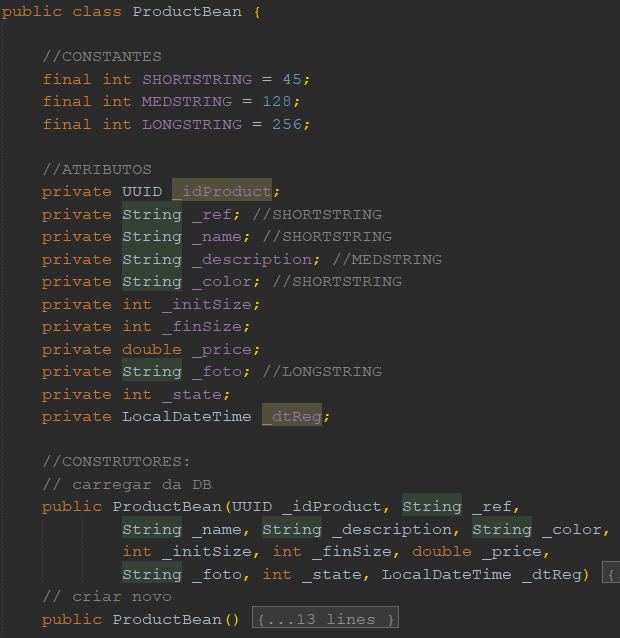 public class ProductBean {
//CONSTANTES
final int SHORTSTRING = 45;
final int MEDSTRING = 128;
final int LONGSTRING = 256;
//ATRIBUTOS
private UUID _idProduct;
private String _ref; //SHORTSTRING
private String _name; //SHORTSTRING
private String _description; //MEDSTRING
private String _color; //SHORTSTRING
private int _initSize;
private int _finSize;
private double _price;
private String _foto; //LONGSTRING
private int _state;
private LocalDateTime _dtReg;
//CONSTRUTORES:
// carregar da DB
public ProductBean(UUID _idProduct, String _ref,
String _name, String _description, String _color,
int _initSize, int _finSize, double _price,
String _foto, int _state, LocalDateTime _dtReg) {
// criar novo
public ProductBean() {...13 lines }